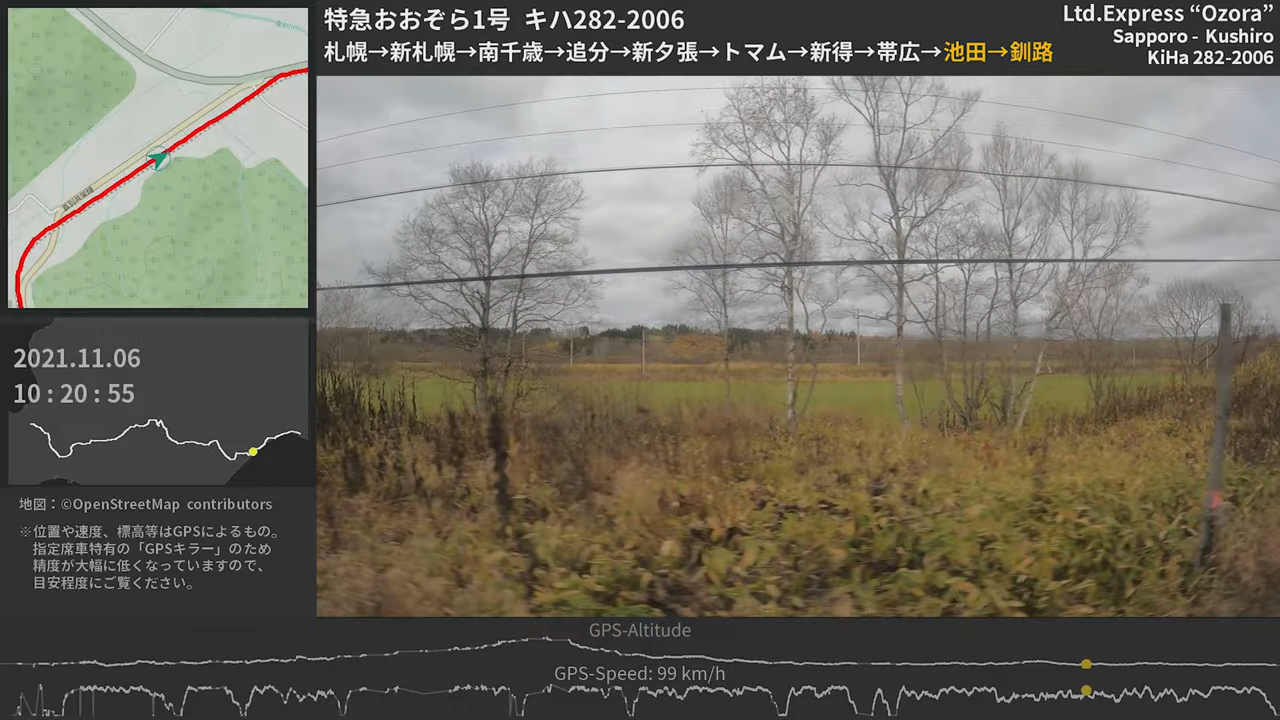 特急おおぞら1号 キハ282-2006
札幌→新札幌→南千歳→追分→新夕張→トマム→新得→帯広→池田→釧路
Ltd.Express “Ozora”
Sapporo - Kushiro
KiHa 282-2006
2021.11.06
10 : 20 : 55
地図：©OpenStreetMap contributors
※位置や速度、標高等はGPSによるもの。
指定席車特有の「GPSキラー」のため
精度が大幅に低くなっていますので、
目安程度にご覧ください。
GPS-Altitude
GPS-Speed: 99 km/h